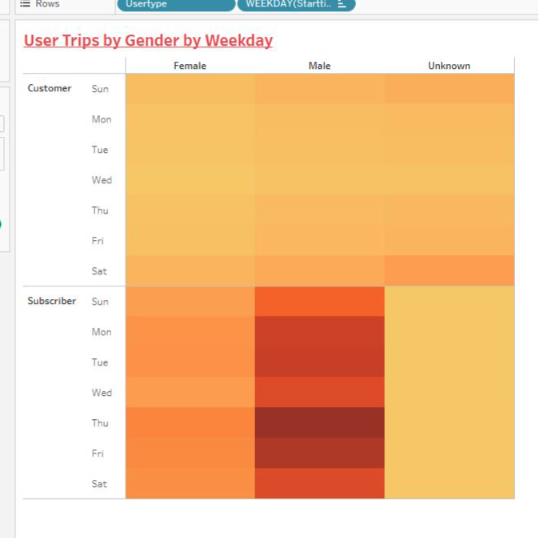 Rows Usertype WEEKDAY(Startti..
User Trips by Gender by Weekday
Female Male Unknown
Customer Sun
Mon
Tue
Wed
Thu
Fri
Sat
Subscriber Sun
Mon
Tue
Wed
Thu
Fri
Sat